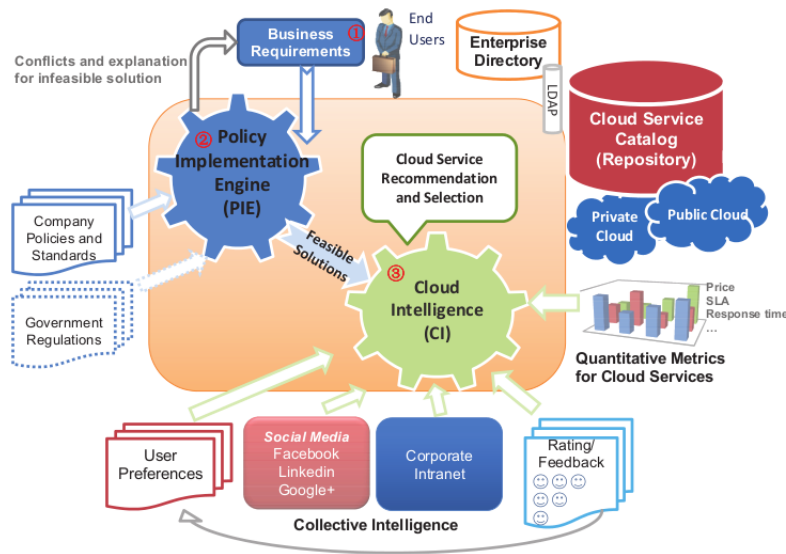 Conflicts and explanation
for infeasible solution
①
Business
Requirements
End
Users
Enterprise
Directory
LDAP
Cloud Service
Catalog
(Repository)
Private
Cloud
Public Cloud
②
Policy
Implementation
Engine
(PIE)
Cloud Service
Recommendation
and Selection
Company
Policies and
Standards
Government
Regulations
Feasible
Solutions
③
Cloud
Intelligence
(CI)
Price
SLA
Response time
...
Quantitative Metrics
for Cloud Services
User
Preferences
Social Media
Facebook
Linkedin
Google+
Corporate
Intranet
Rating/
Feedback
Collective Intelligence